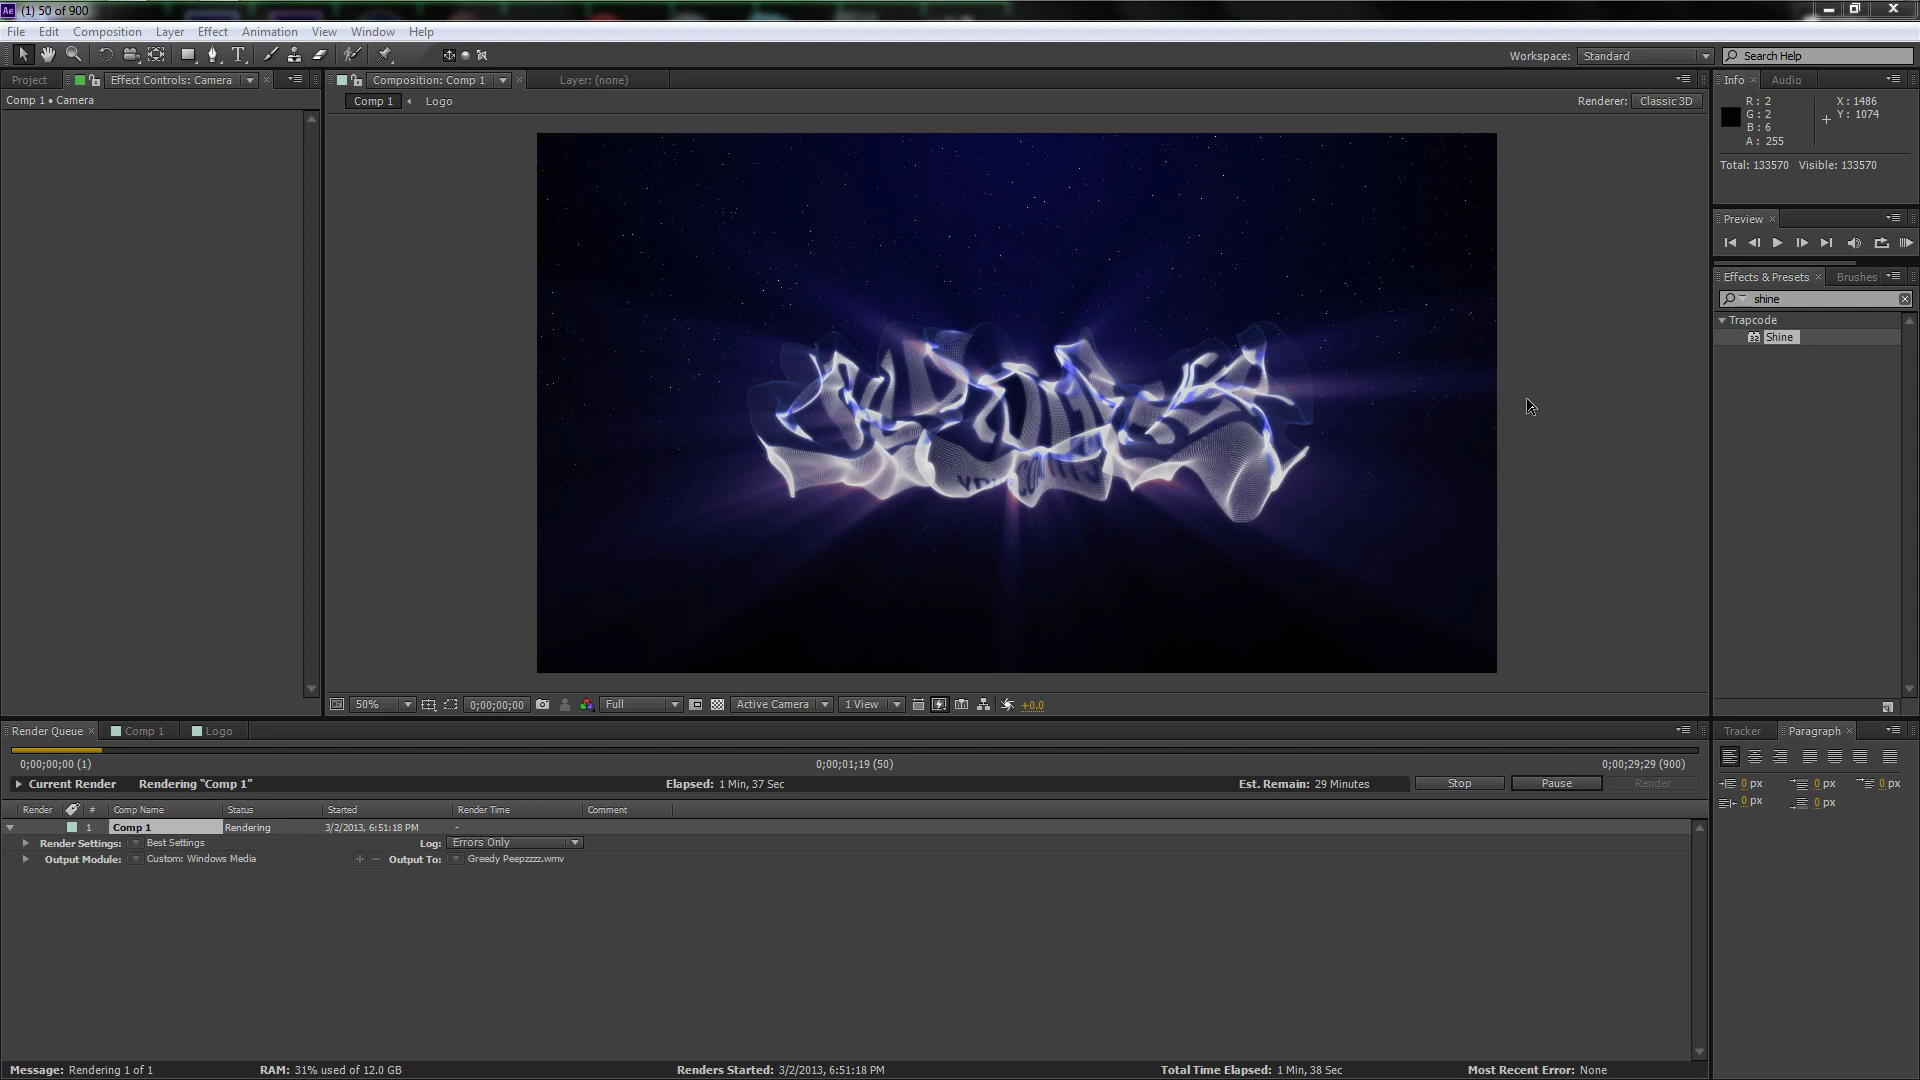 Ae (1) 50 of 900
File Edit Composition Layer Effect Animation View Window Help
Workspace: Standard Search Help
Project Effect Controls: Camera Composition: Comp 1 Layer: (none) Info Audio
Comp 1 • Camera
Comp 1 Logo Renderer: Classic 3D
R: 2 X: 1486
G: 2 Y: 1074
B: 6
A: 255
Total: 133570 Visible: 133570
Preview
Effects & Presets Brushes
shine
Trapcode
32 Shine
50% 0;00;00;00 Full Active Camera 1 View +0.0
Render Queue Comp 1 Logo Tracker Paragraph
0;00;00;00 (1) 0;00;01;19 (50) 0;00;29;29 (900)
Current Render Rendering “Comp 1” Elapsed: 1 Min, 37 Sec Est. Remain: 29 Minutes Stop Pause Render
0 px 0 px 0 px
0 px 0 px
Render # Comp Name Status Started Render Time Comment
1 Comp 1 Rendering 3/2/2013, 6:51:18 PM -
Render Settings: Best Settings Log: Errors Only
Output Module: Custom: Windows Media + − Output To: Greedy Peepzzzz.wmv
Message: Rendering 1 of 1 RAM: 31% used of 12.0 GB Renders Started: 3/2/2013, 6:51:18 PM Total Time Elapsed: 1 Min, 38 Sec Most Recent Error: None